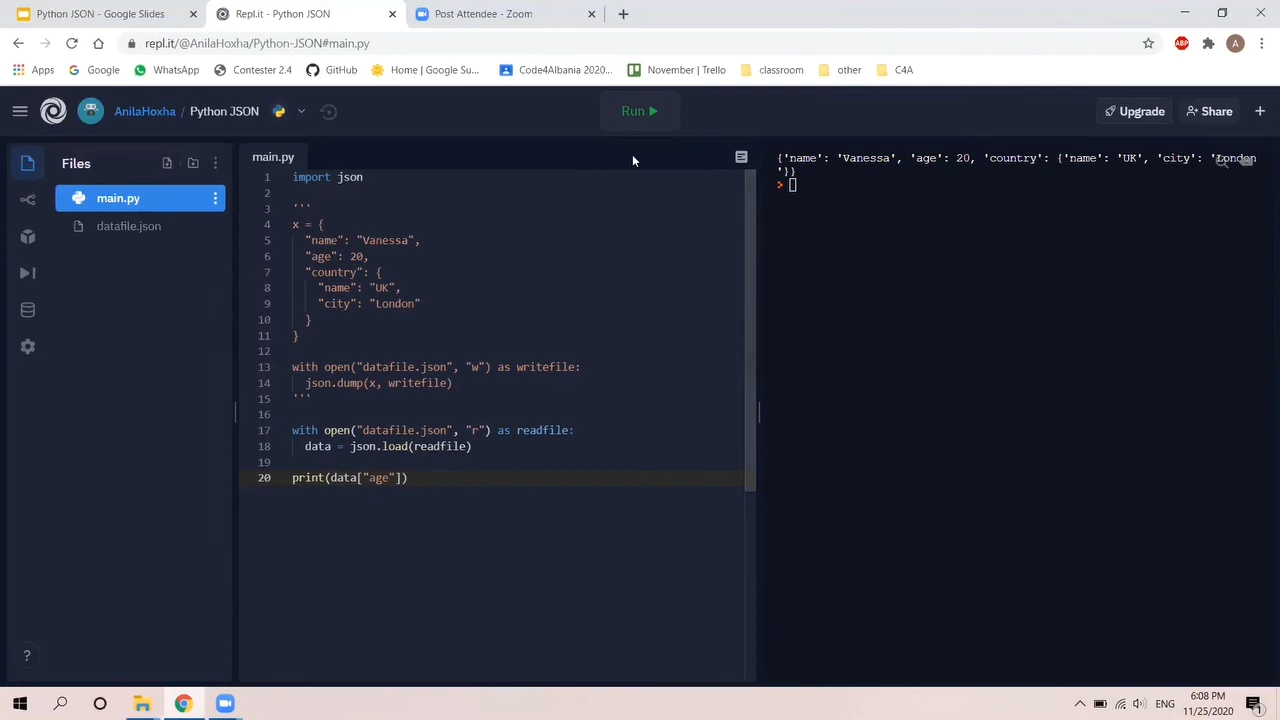 Python JSON - Google Slides
Repl.it - Python JSON
Post Attendee - Zoom
repl.it/@AnilaHoxha/Python-JSON#main.py
ABP
A
Apps
Google
WhatsApp
Contester 2.4
GitHub
Home | Google Su...
Code4Albania 2020...
November | Trello
classroom
other
C4A
AnilaHoxha / Python JSON
Run
Upgrade
Share
Files
main.py
datafile.json
main.py
1 import json
2
3 '''
4 x = {
5 "name": "Vanessa",
6 "age": 20,
7 "country": {
8 "name": "UK",
9 "city": "London"
10 }
11 }
12
13 with open("datafile.json", "w") as writefile:
14 json.dump(x, writefile)
15 '''
16
17 with open("datafile.json", "r") as readfile:
18 data = json.load(readfile)
19
20 print(data["age"])
{'name': 'Vanessa', 'age': 20, 'country': {'name': 'UK', 'city': 'London
'}}
>
?
ENG
6:08 PM
11/25/2020
1